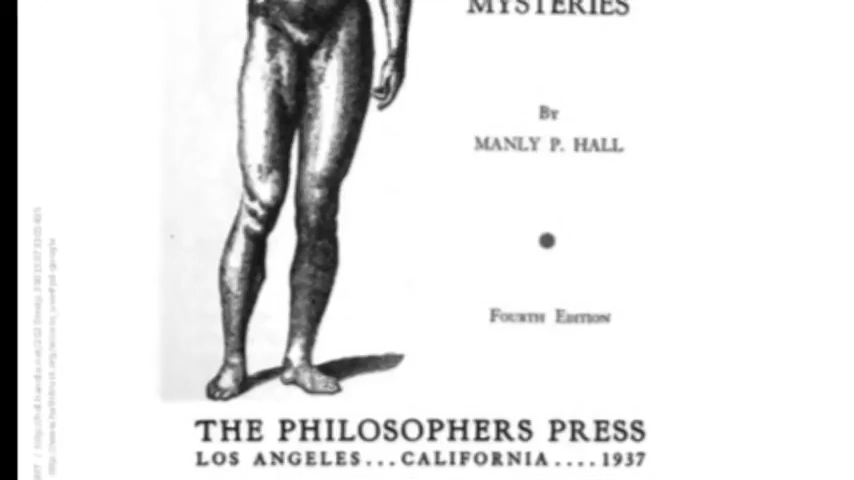 MYSTERIES
By
MANLY P. HALL
Fourth Edition
THE PHILOSOPHERS PRESS
LOS ANGELES...CALIFORNIA....1937